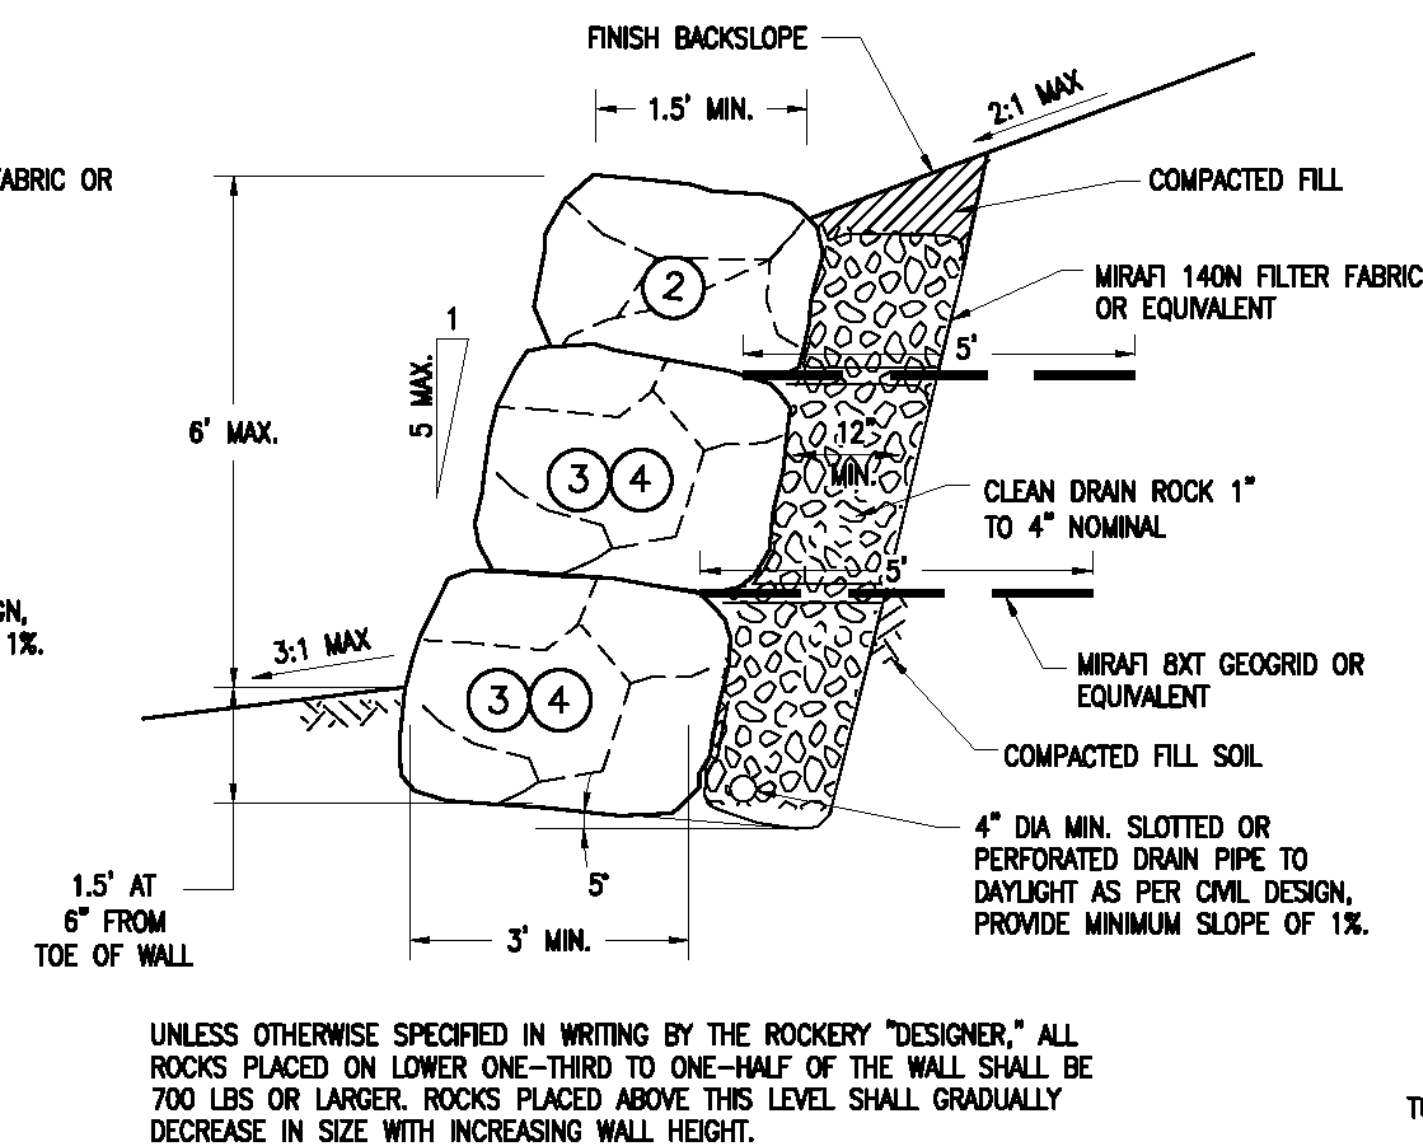 FINISH BACKSLOPE
1.5' MIN.
2:1 MAX
ABRIC OR
COMPACTED FILL
2
MIRAFI 140N FILTER FABRIC
OR EQUIVALENT
1
5 MAX.
5'
6' MAX.
12"
MIN.
3 4
CLEAN DRAIN ROCK 1"
TO 4" NOMINAL
5'
GN,
1%.
3:1 MAX
MIRAFI 8XT GEOGRID OR
EQUIVALENT
3 4
COMPACTED FILL SOIL
4" DIA MIN. SLOTTED OR
PERFORATED DRAIN PIPE TO
DAYLIGHT AS PER CIVIL DESIGN,
PROVIDE MINIMUM SLOPE OF 1%.
1.5' AT
6" FROM
TOE OF WALL
5°
3' MIN.
UNLESS OTHERWISE SPECIFIED IN WRITING BY THE ROCKERY "DESIGNER," ALL
ROCKS PLACED ON LOWER ONE-THIRD TO ONE-HALF OF THE WALL SHALL BE
700 LBS OR LARGER. ROCKS PLACED ABOVE THIS LEVEL SHALL GRADUALLY
DECREASE IN SIZE WITH INCREASING WALL HEIGHT.